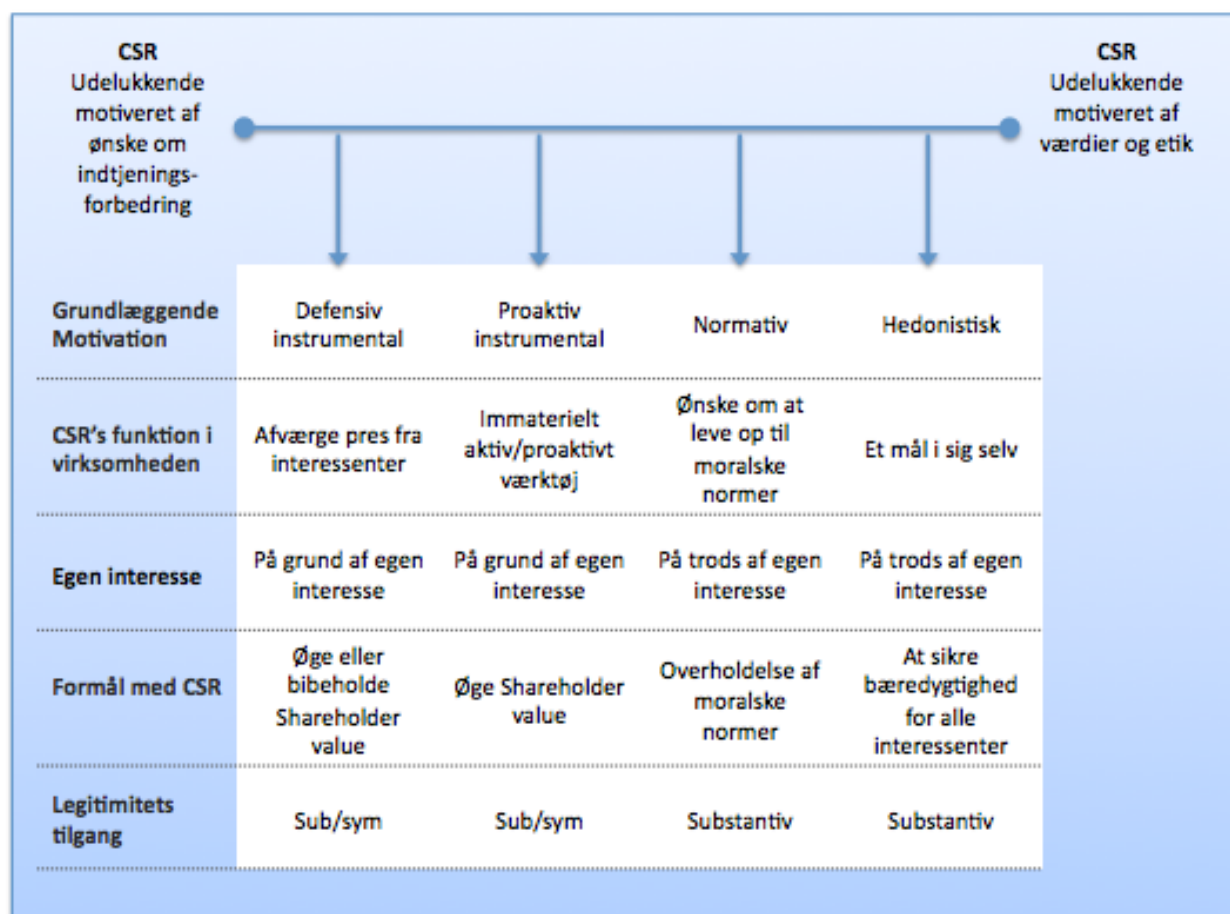 CSR
Udelukkende
motiveret af
ønske om
indtjenings-
forbedring
CSR
Udelukkende
motiveret af
værdier og etik
Grundlæggende
Motivation
Defensiv
instrumental
Proaktiv
instrumental
Normativ
Hedonistisk
CSR's funktion i
virksomheden
Afværge pres fra
interessenter
Immaterielt
aktiv/proaktivt
værktøj
Ønske om at
leve op til
moralske
normer
Et mål i sig selv
Egen interesse
På grund af egen
interesse
På grund af egen
interesse
På trods af egen
interesse
På trods af egen
interesse
Formål med CSR
Øge eller
bibeholde
Shareholder
value
Øge Shareholder
value
Overholdelse af
moralske
normer
At sikre
bæredygtighed
for alle
interessenter
Legitimitets
tilgang
Sub/sym
Sub/sym
Substantiv
Substantiv